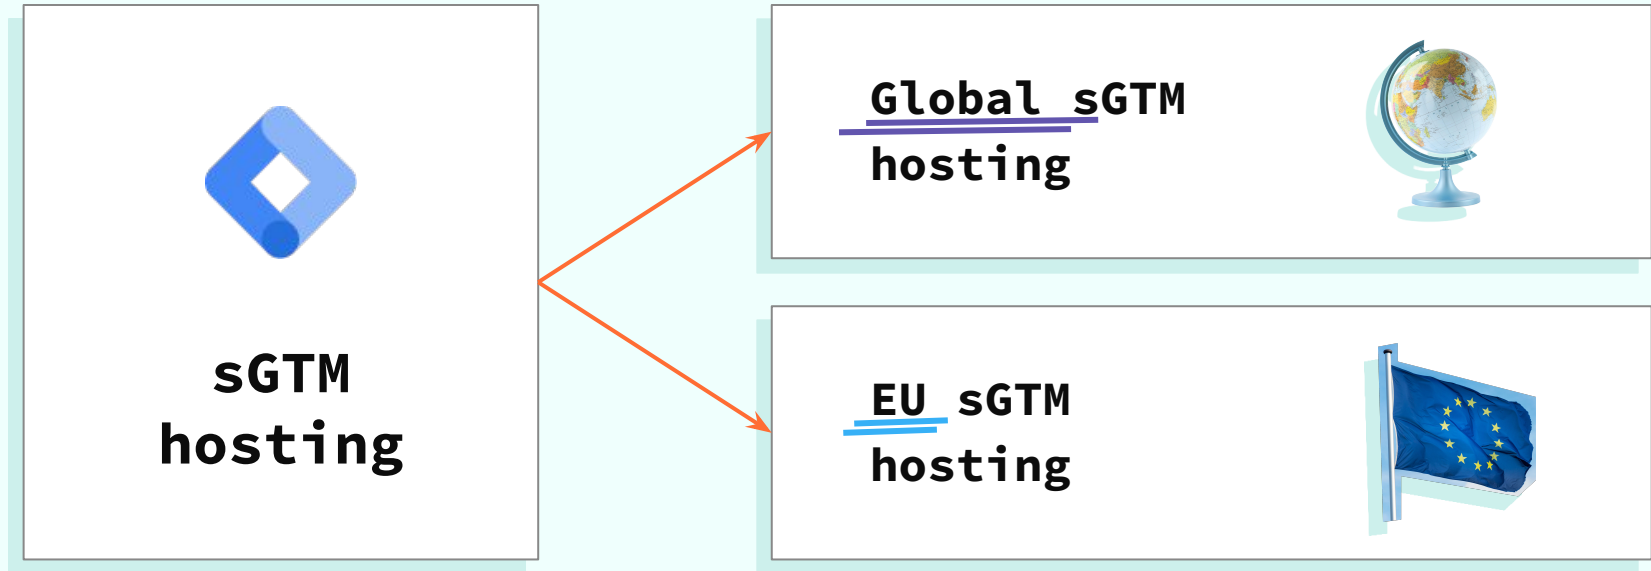 sGTM
hosting
Global sGTM
hosting
EU sGTM
hosting